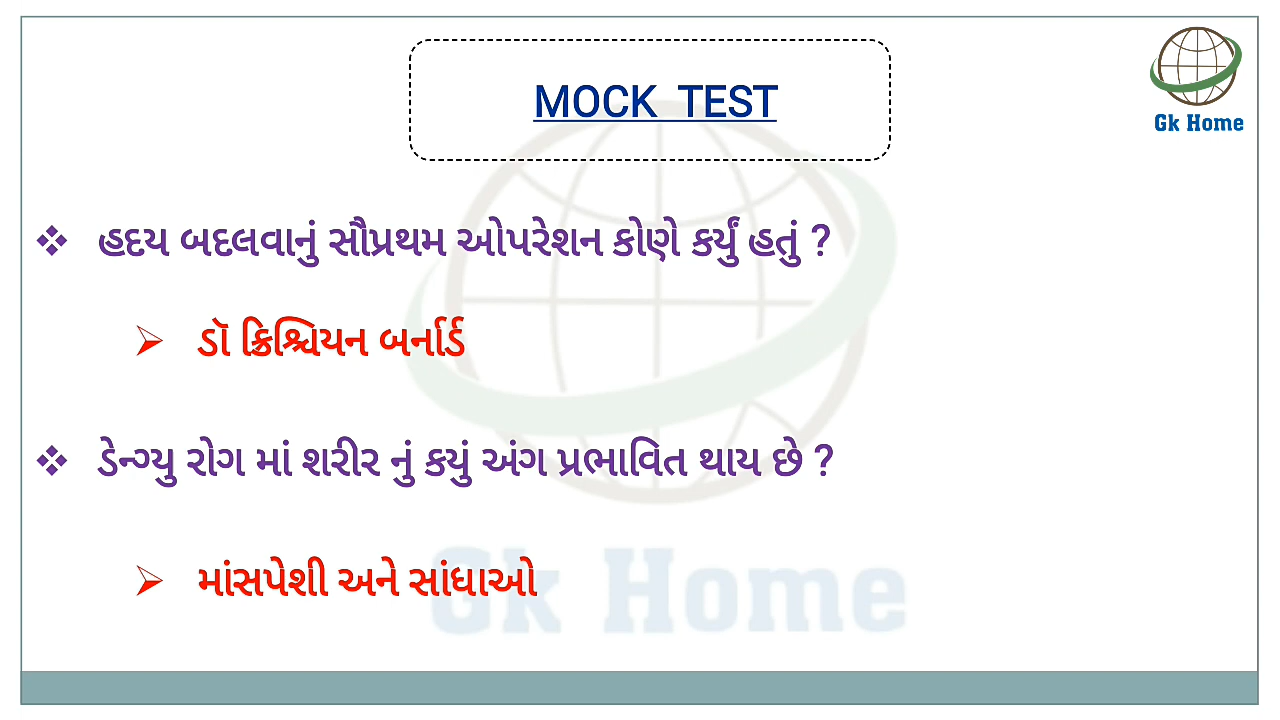 MOCK TEST
Gk Home
❖ હદય બદલવાનું સૌપ્રથમ ઓપરેશન કોણે કર્યું હતું ?
➢ ડૉ ક્રિશ્ચિયન બર્નાર્ડ
❖ ડેન્ગ્યુ રોગ માં શરીર નું કયું અંગ પ્રભાવિત થાય છે ?
➢ માંસપેશી અને સાંધાઓ
Gk Home